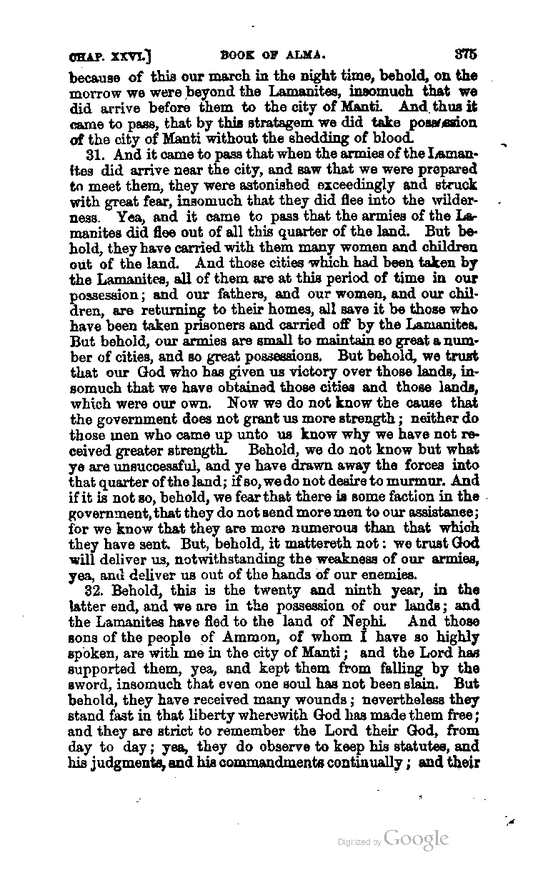 CHAP. XXVI.] BOOK OF ALMA. 375
because of this our march in the night time, behold, on the
morrow we were beyond the Lamanites, insomuch that we
did arrive before them to the city of Manti. And thus it
came to pass, that by this stratagem we did take possession
of the city of Manti without the shedding of blood.
31. And it came to pass that when the armies of the Laman-
ites did arrive near the city, and saw that we were prepared
to meet them, they were astonished exceedingly and struck
with great fear, insomuch that they did flee into the wilder-
ness. Yea, and it came to pass that the armies of the La-
manites did flee out of all this quarter of the land. But be-
hold, they have carried with them many women and children
out of the land. And those cities which had been taken by
the Lamanites, all of them are at this period of time in our
possession; and our fathers, and our women, and our chil-
dren, are returning to their homes, all save it be those who
have been taken prisoners and carried off by the Lamanites.
But behold, our armies are small to maintain so great a num-
ber of cities, and so great possessions. But behold, we trust
that our God who has given us victory over those lands, in-
somuch that we have obtained those cities and those lands,
which were our own. Now we do not know the cause that
the government does not grant us more strength; neither do
those men who came up unto us know why we have not re-
ceived greater strength. Behold, we do not know but what
ye are unsuccessful, and ye have drawn away the forces into
that quarter of the land; if so, we do not desire to murmur. And
if it is not so, behold, we fear that there is some faction in the
government, that they do not send more men to our assistance;
for we know that they are more numerous than that which
they have sent. But, behold, it mattereth not: we trust God
will deliver us, notwithstanding the weakness of our armies,
yea, and deliver us out of the hands of our enemies.
32. Behold, this is the twenty and ninth year, in the
latter end, and we are in the possession of our lands; and
the Lamanites have fled to the land of Nephi. And those
sons of the people of Ammon, of whom I have so highly
spoken, are with me in the city of Manti; and the Lord has
supported them, yea, and kept them from falling by the
sword, insomuch that even one soul has not been slain. But
behold, they have received many wounds; nevertheless they
stand fast in that liberty wherewith God has made them free;
and they are strict to remember the Lord their God, from
day to day; yea, they do observe to keep his statutes, and
his judgments, and his commandments continually; and their
Digitized by Google